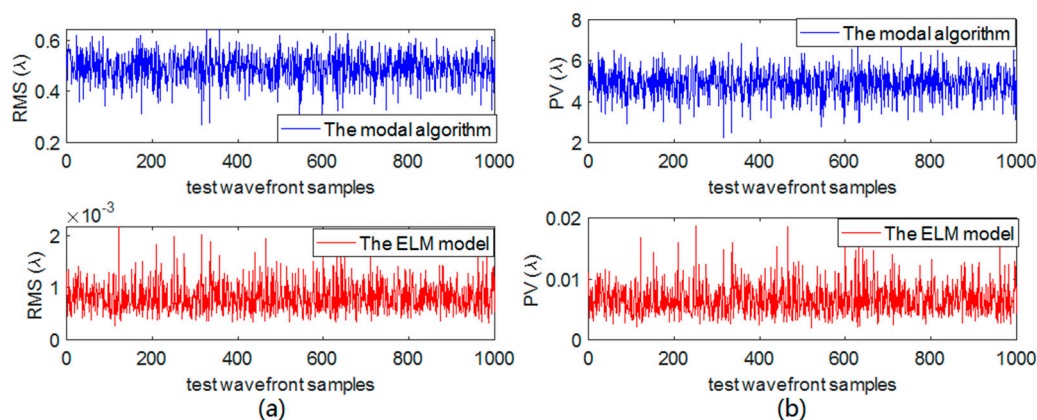 0.6
0.4
0.2
RMS (λ)
The modal algorithm
0 200 400 600 800 1000
test wavefront samples
8
6
4
2
PV (λ)
The modal algorithm
0 200 400 600 800 1000
test wavefront samples
× 10⁻³
2
1
0
RMS (λ)
The ELM model
0 200 400 600 800 1000
test wavefront samples
(a)
0.02
0.01
0
PV (λ)
The ELM model
0 200 400 600 800 1000
test wavefront samples
(b)